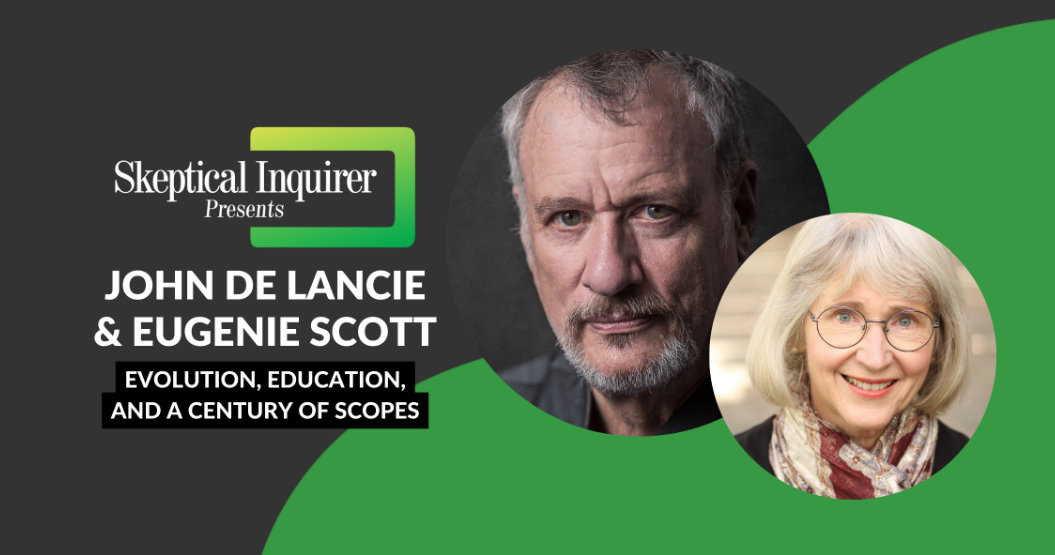 Skeptical Inquirer
Presents
JOHN DE LANCIE
& EUGENIE SCOTT
EVOLUTION, EDUCATION,
AND A CENTURY OF SCOPES